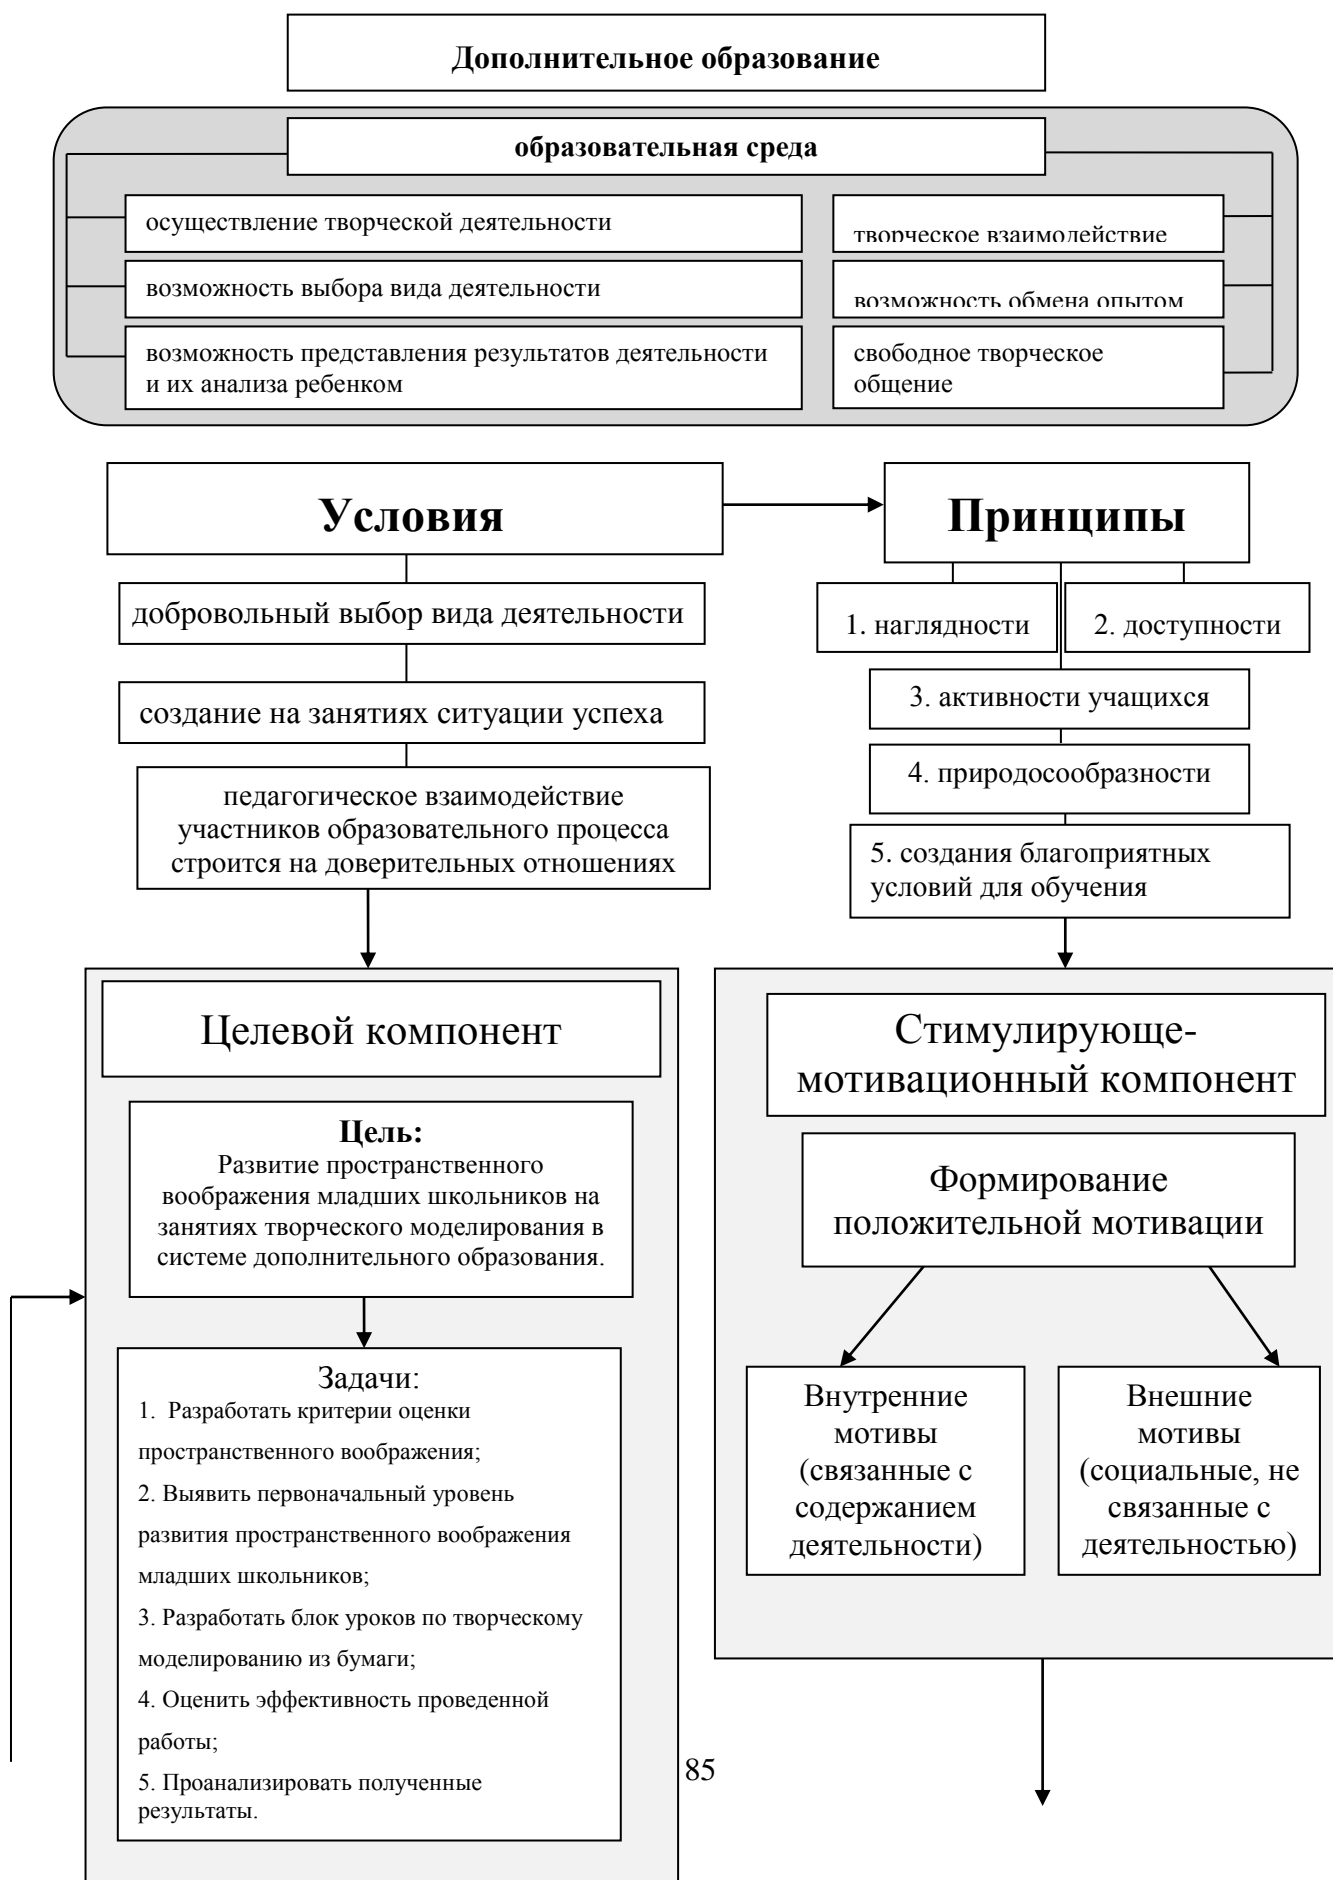 Дополнительное образование
образовательная среда
осуществление творческой деятельности
творческое взаимодействие
возможность выбора вида деятельности
возможность обмена опытом
возможность представления результатов деятельности
и их анализа ребенком
свободное творческое
общение
Условия
Принципы
добровольный выбор вида деятельности
1. наглядности
2. доступности
создание на занятиях ситуации успеха
3. активности учащихся
4. природосообразности
педагогическое взаимодействие
участников образовательного процесса
строится на доверительных отношениях
5. создания благоприятных
условий для обучения
Целевой компонент
Цель:
Развитие пространственного
воображения младших школьников на
занятиях творческого моделирования в
системе дополнительного образования.
Задачи:
1. Разработать критерии оценки
пространственного воображения;
2. Выявить первоначальный уровень
развития пространственного воображения
младших школьников;
3. Разработать блок уроков по творческому
моделированию из бумаги;
4. Оценить эффективность проведенной
работы;
5. Проанализировать полученные
результаты.
Стимулирующе-
мотивационный компонент
Формирование
положительной мотивации
Внутренние
мотивы
(связанные с
содержанием
деятельности)
Внешние
мотивы
(социальные, не
связанные с
деятельностью)
85